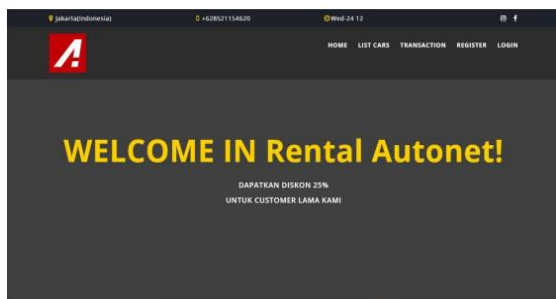 Jakarta(Indonesia)
+628521154620
Wed-24 12
HOME LIST CARS TRANSACTION REGISTER LOGIN
WELCOME IN Rental Autonet!
DAPATKAN DISKON 25%
UNTUK CUSTOMER LAMA KAMI